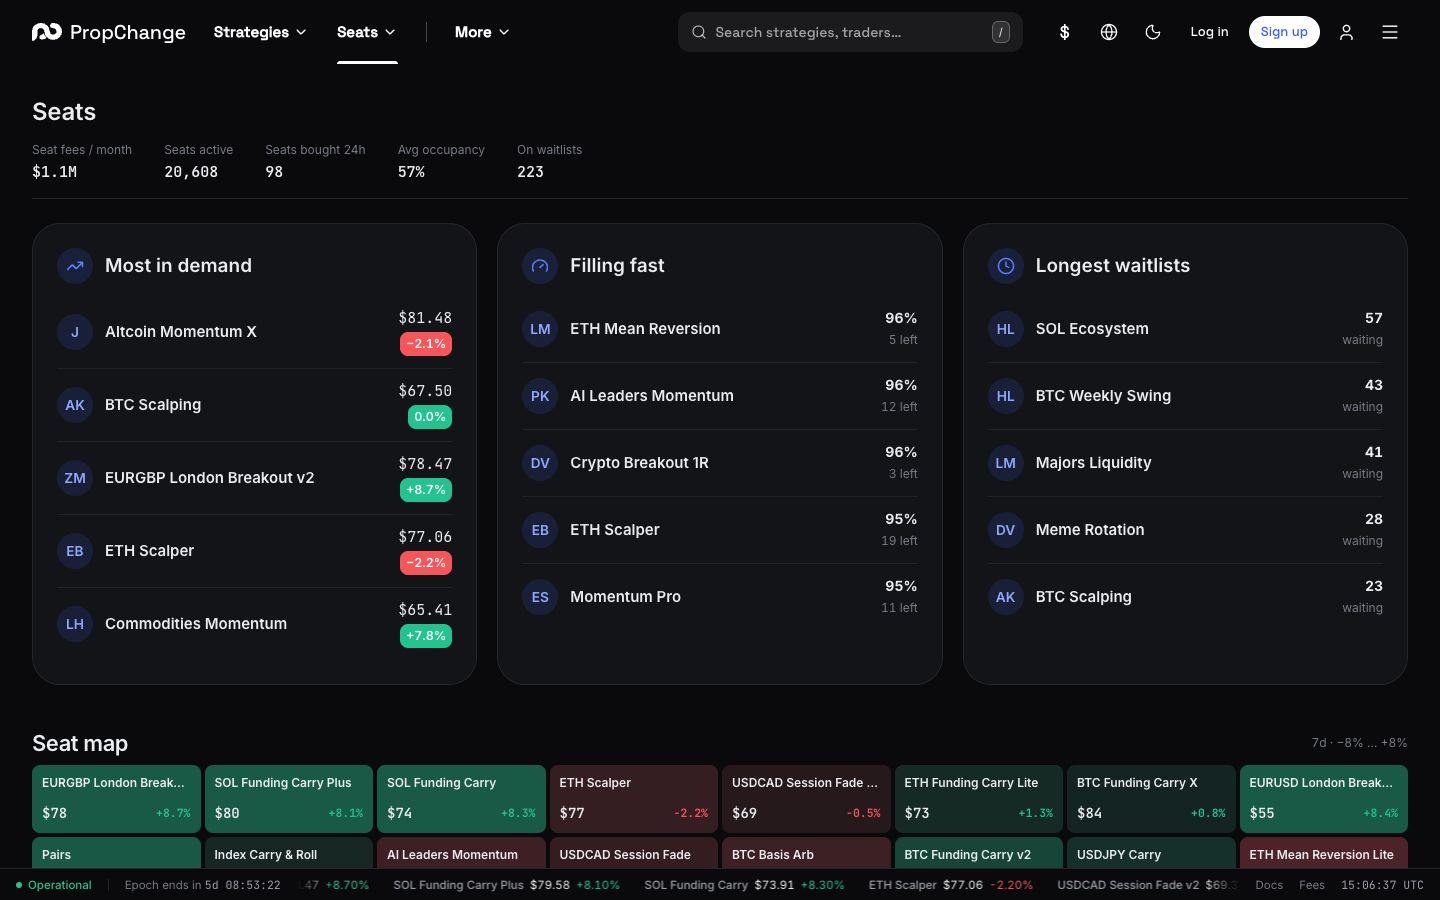 PropChange Strategies Seats More Search strategies, traders... / $ Log in Sign up
Seats
Seat fees / month Seats active Seats bought 24h Avg occupancy On waitlists
$1.1M 20,608 98 57% 223
Most in demand
J Altcoin Momentum X $81.48 −2.1%
AK BTC Scalping $67.50 0.0%
ZM EURGBP London Breakout v2 $78.47 +8.7%
EB ETH Scalper $77.06 −2.2%
LH Commodities Momentum $65.41 +7.8%
Filling fast
LM ETH Mean Reversion 96% 5 left
PK AI Leaders Momentum 96% 12 left
DV Crypto Breakout 1R 96% 3 left
EB ETH Scalper 95% 19 left
ES Momentum Pro 95% 11 left
Longest waitlists
HL SOL Ecosystem 57 waiting
HL BTC Weekly Swing 43 waiting
LM Majors Liquidity 41 waiting
DV Meme Rotation 28 waiting
AK BTC Scalping 23 waiting
Seat map 7d · −8% ... +8%
EURGBP London Break... SOL Funding Carry Plus SOL Funding Carry ETH Scalper USDCAD Session Fade ... ETH Funding Carry Lite BTC Funding Carry X EURUSD London Break...
$78 +8.7% $80 +8.1% $74 +8.3% $77 -2.2% $69 -0.5% $73 +1.3% $84 +0.8% $55 +8.4%
Pairs Index Carry & Roll AI Leaders Momentum USDCAD Session Fade BTC Basis Arb BTC Funding Carry v2 USDJPY Carry ETH Mean Reversion Lite
Operational Epoch ends in 5d 08:53:22 .47 +8.70% SOL Funding Carry Plus $79.58 +8.10% SOL Funding Carry $73.91 +8.30% ETH Scalper $77.06 -2.20% USDCAD Session Fade v2 $69.3 Docs Fees 15:06:37 UTC